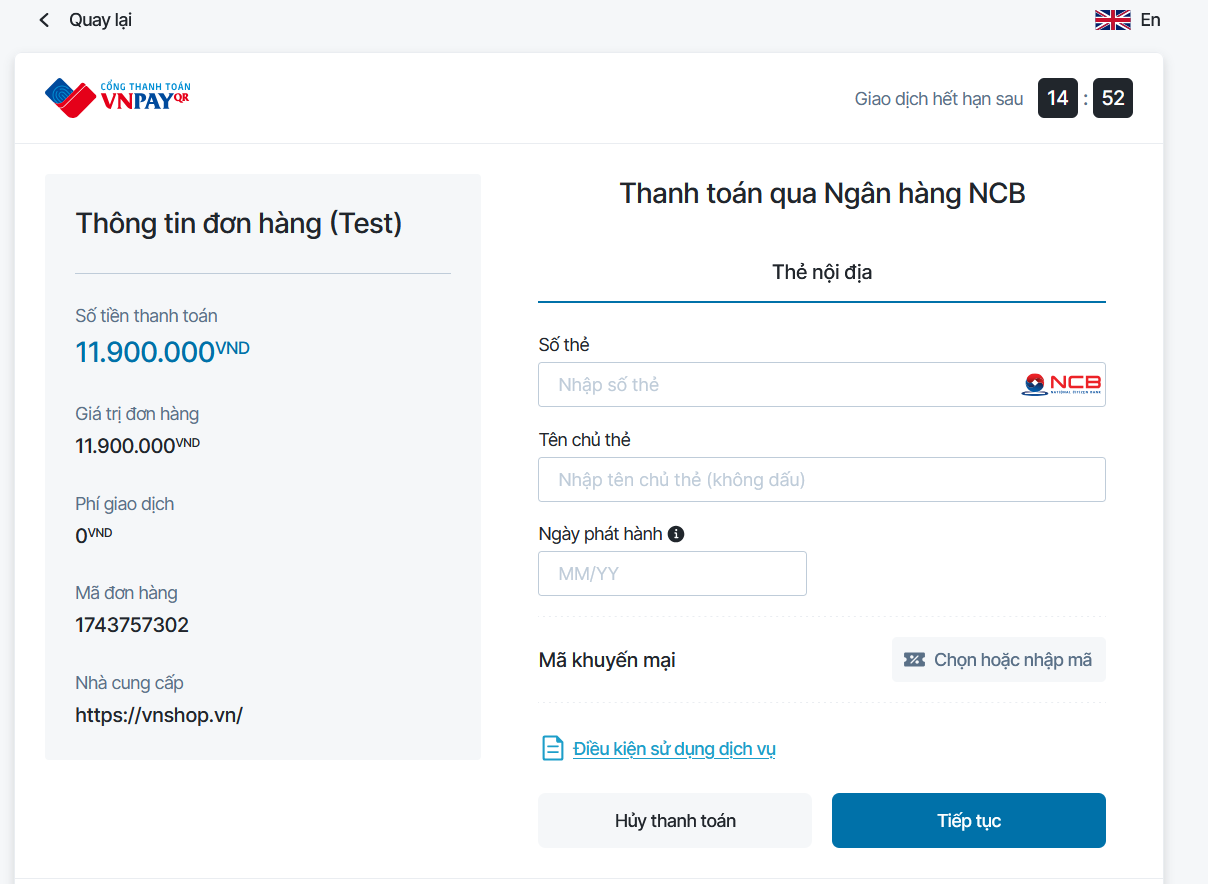 Quay lại
En
CỔNG THANH TOÁN
VNPAYQR
Giao dịch hết hạn sau 14 : 52
Thông tin đơn hàng (Test)
Số tiền thanh toán
11.900.000VND
Giá trị đơn hàng
11.900.000VND
Phí giao dịch
0VND
Mã đơn hàng
1743757302
Nhà cung cấp
https://vnshop.vn/
Thanh toán qua Ngân hàng NCB
Thẻ nội địa
Số thẻ
Nhập số thẻ
NCB
NATIONAL CITIZEN BANK
Tên chủ thẻ
Nhập tên chủ thẻ (không dấu)
Ngày phát hành
MM/YY
Mã khuyến mại
Chọn hoặc nhập mã
Điều kiện sử dụng dịch vụ
Hủy thanh toán
Tiếp tục